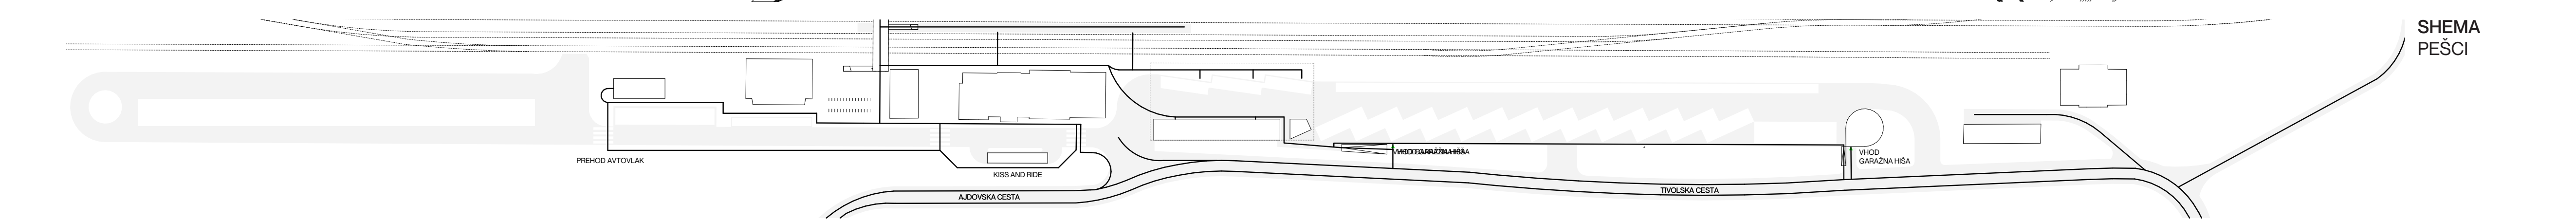 SHEMA
PEŠCI
PREHOD AVTOVLAK
KISS AND RIDE
AJDOVSKA CESTA
TIVOLSKA CESTA
VHOD
GARAŽNA HIŠA